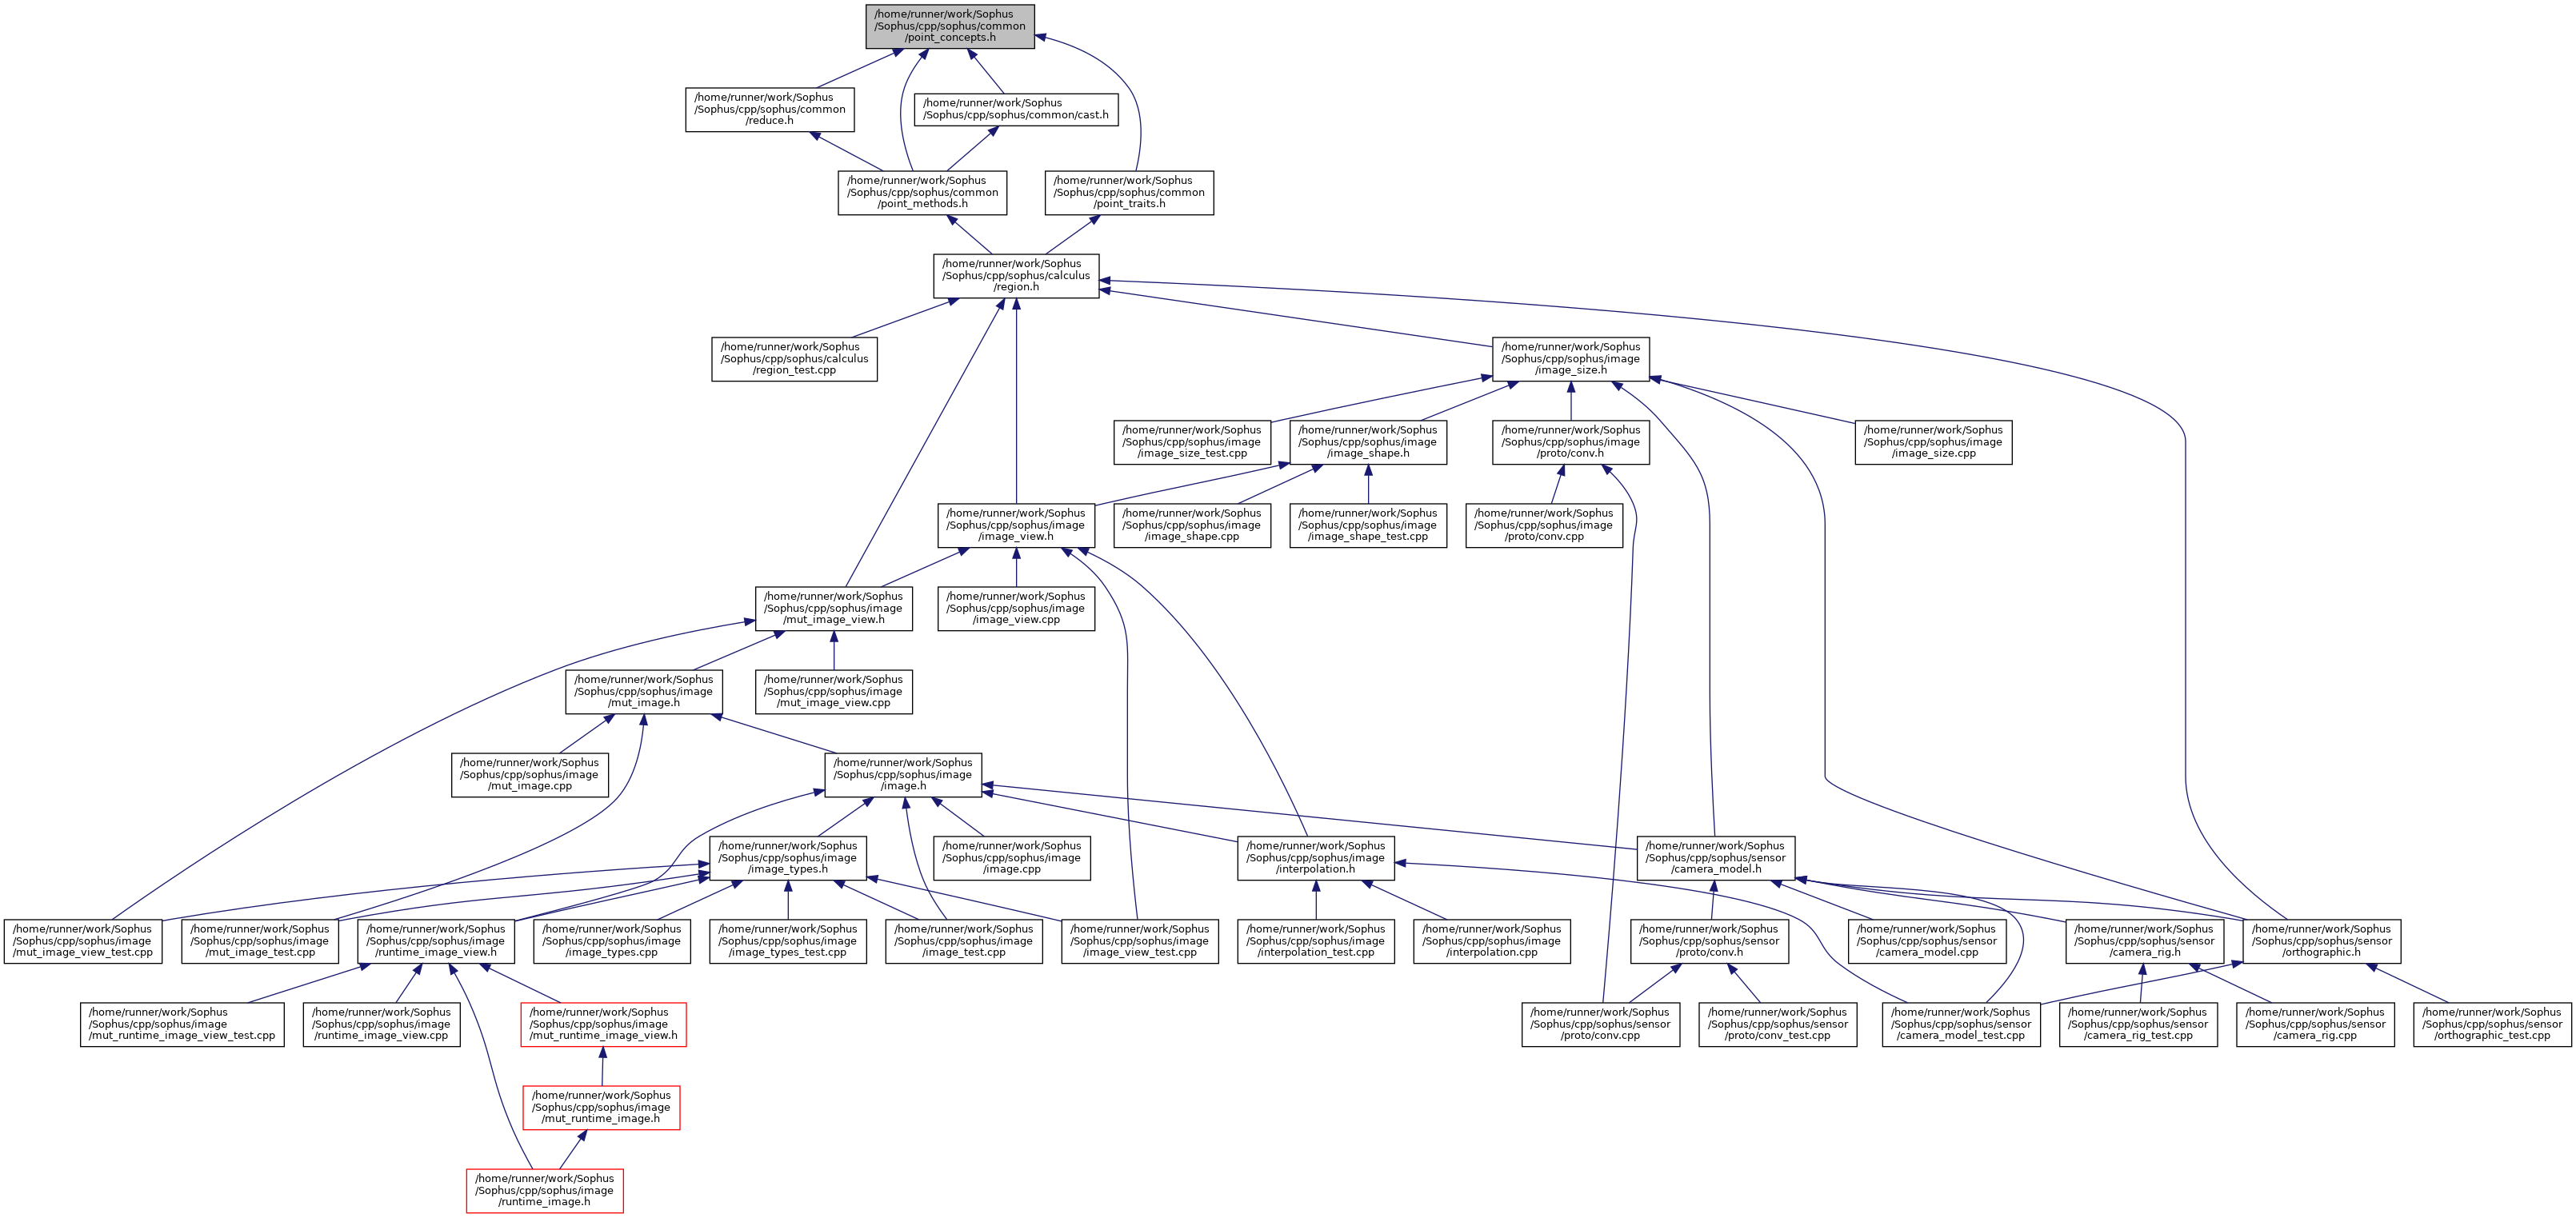 /home/runner/work/Sophus
/Sophus/cpp/sophus/common
/point_concepts.h
/home/runner/work/Sophus
/Sophus/cpp/sophus/common
/reduce.h
/home/runner/work/Sophus
/Sophus/cpp/sophus/common/cast.h
/home/runner/work/Sophus
/Sophus/cpp/sophus/common
/point_methods.h
/home/runner/work/Sophus
/Sophus/cpp/sophus/common
/point_traits.h
/home/runner/work/Sophus
/Sophus/cpp/sophus/calculus
/region.h
/home/runner/work/Sophus
/Sophus/cpp/sophus/calculus
/region_test.cpp
/home/runner/work/Sophus
/Sophus/cpp/sophus/image
/image_size.h
/home/runner/work/Sophus
/Sophus/cpp/sophus/image
/image_size_test.cpp
/home/runner/work/Sophus
/Sophus/cpp/sophus/image
/image_shape.h
/home/runner/work/Sophus
/Sophus/cpp/sophus/image
/proto/conv.h
/home/runner/work/Sophus
/Sophus/cpp/sophus/image
/image_size.cpp
/home/runner/work/Sophus
/Sophus/cpp/sophus/image
/image_view.h
/home/runner/work/Sophus
/Sophus/cpp/sophus/image
/image_shape.cpp
/home/runner/work/Sophus
/Sophus/cpp/sophus/image
/image_shape_test.cpp
/home/runner/work/Sophus
/Sophus/cpp/sophus/image
/proto/conv.cpp
/home/runner/work/Sophus
/Sophus/cpp/sophus/image
/mut_image_view.h
/home/runner/work/Sophus
/Sophus/cpp/sophus/image
/image_view.cpp
/home/runner/work/Sophus
/Sophus/cpp/sophus/image
/mut_image.h
/home/runner/work/Sophus
/Sophus/cpp/sophus/image
/mut_image_view.cpp
/home/runner/work/Sophus
/Sophus/cpp/sophus/image
/mut_image.cpp
/home/runner/work/Sophus
/Sophus/cpp/sophus/image
/image.h
/home/runner/work/Sophus
/Sophus/cpp/sophus/image
/image_types.h
/home/runner/work/Sophus
/Sophus/cpp/sophus/image
/image.cpp
/home/runner/work/Sophus
/Sophus/cpp/sophus/image
/interpolation.h
/home/runner/work/Sophus
/Sophus/cpp/sophus/sensor
/camera_model.h
/home/runner/work/Sophus
/Sophus/cpp/sophus/image
/mut_image_view_test.cpp
/home/runner/work/Sophus
/Sophus/cpp/sophus/image
/mut_image_test.cpp
/home/runner/work/Sophus
/Sophus/cpp/sophus/image
/runtime_image_view.h
/home/runner/work/Sophus
/Sophus/cpp/sophus/image
/image_types.cpp
/home/runner/work/Sophus
/Sophus/cpp/sophus/image
/image_types_test.cpp
/home/runner/work/Sophus
/Sophus/cpp/sophus/image
/image_test.cpp
/home/runner/work/Sophus
/Sophus/cpp/sophus/image
/image_view_test.cpp
/home/runner/work/Sophus
/Sophus/cpp/sophus/image
/interpolation_test.cpp
/home/runner/work/Sophus
/Sophus/cpp/sophus/image
/interpolation.cpp
/home/runner/work/Sophus
/Sophus/cpp/sophus/sensor
/proto/conv.h
/home/runner/work/Sophus
/Sophus/cpp/sophus/sensor
/camera_model.cpp
/home/runner/work/Sophus
/Sophus/cpp/sophus/sensor
/camera_rig.h
/home/runner/work/Sophus
/Sophus/cpp/sophus/sensor
/orthographic.h
/home/runner/work/Sophus
/Sophus/cpp/sophus/image
/mut_runtime_image_view_test.cpp
/home/runner/work/Sophus
/Sophus/cpp/sophus/image
/runtime_image_view.cpp
/home/runner/work/Sophus
/Sophus/cpp/sophus/image
/mut_runtime_image_view.h
/home/runner/work/Sophus
/Sophus/cpp/sophus/sensor
/proto/conv.cpp
/home/runner/work/Sophus
/Sophus/cpp/sophus/sensor
/proto/conv_test.cpp
/home/runner/work/Sophus
/Sophus/cpp/sophus/sensor
/camera_model_test.cpp
/home/runner/work/Sophus
/Sophus/cpp/sophus/sensor
/camera_rig_test.cpp
/home/runner/work/Sophus
/Sophus/cpp/sophus/sensor
/camera_rig.cpp
/home/runner/work/Sophus
/Sophus/cpp/sophus/sensor
/orthographic_test.cpp
/home/runner/work/Sophus
/Sophus/cpp/sophus/image
/mut_runtime_image.h
/home/runner/work/Sophus
/Sophus/cpp/sophus/image
/runtime_image.h